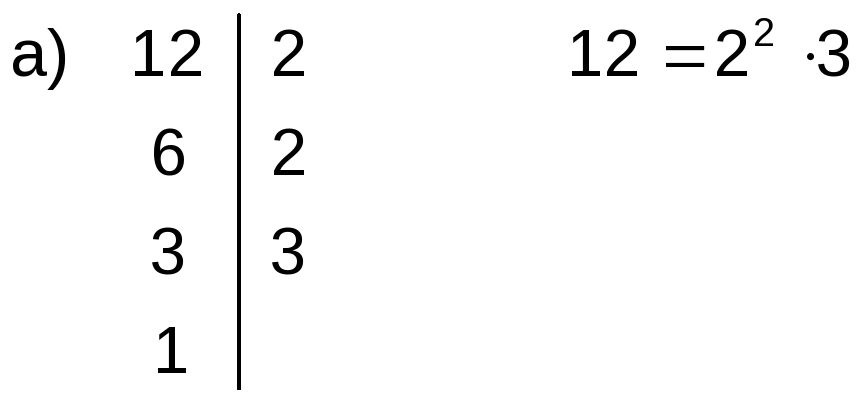 a) 12 | 2 12 = 2² ·3
6 | 2
3 | 3
1 |